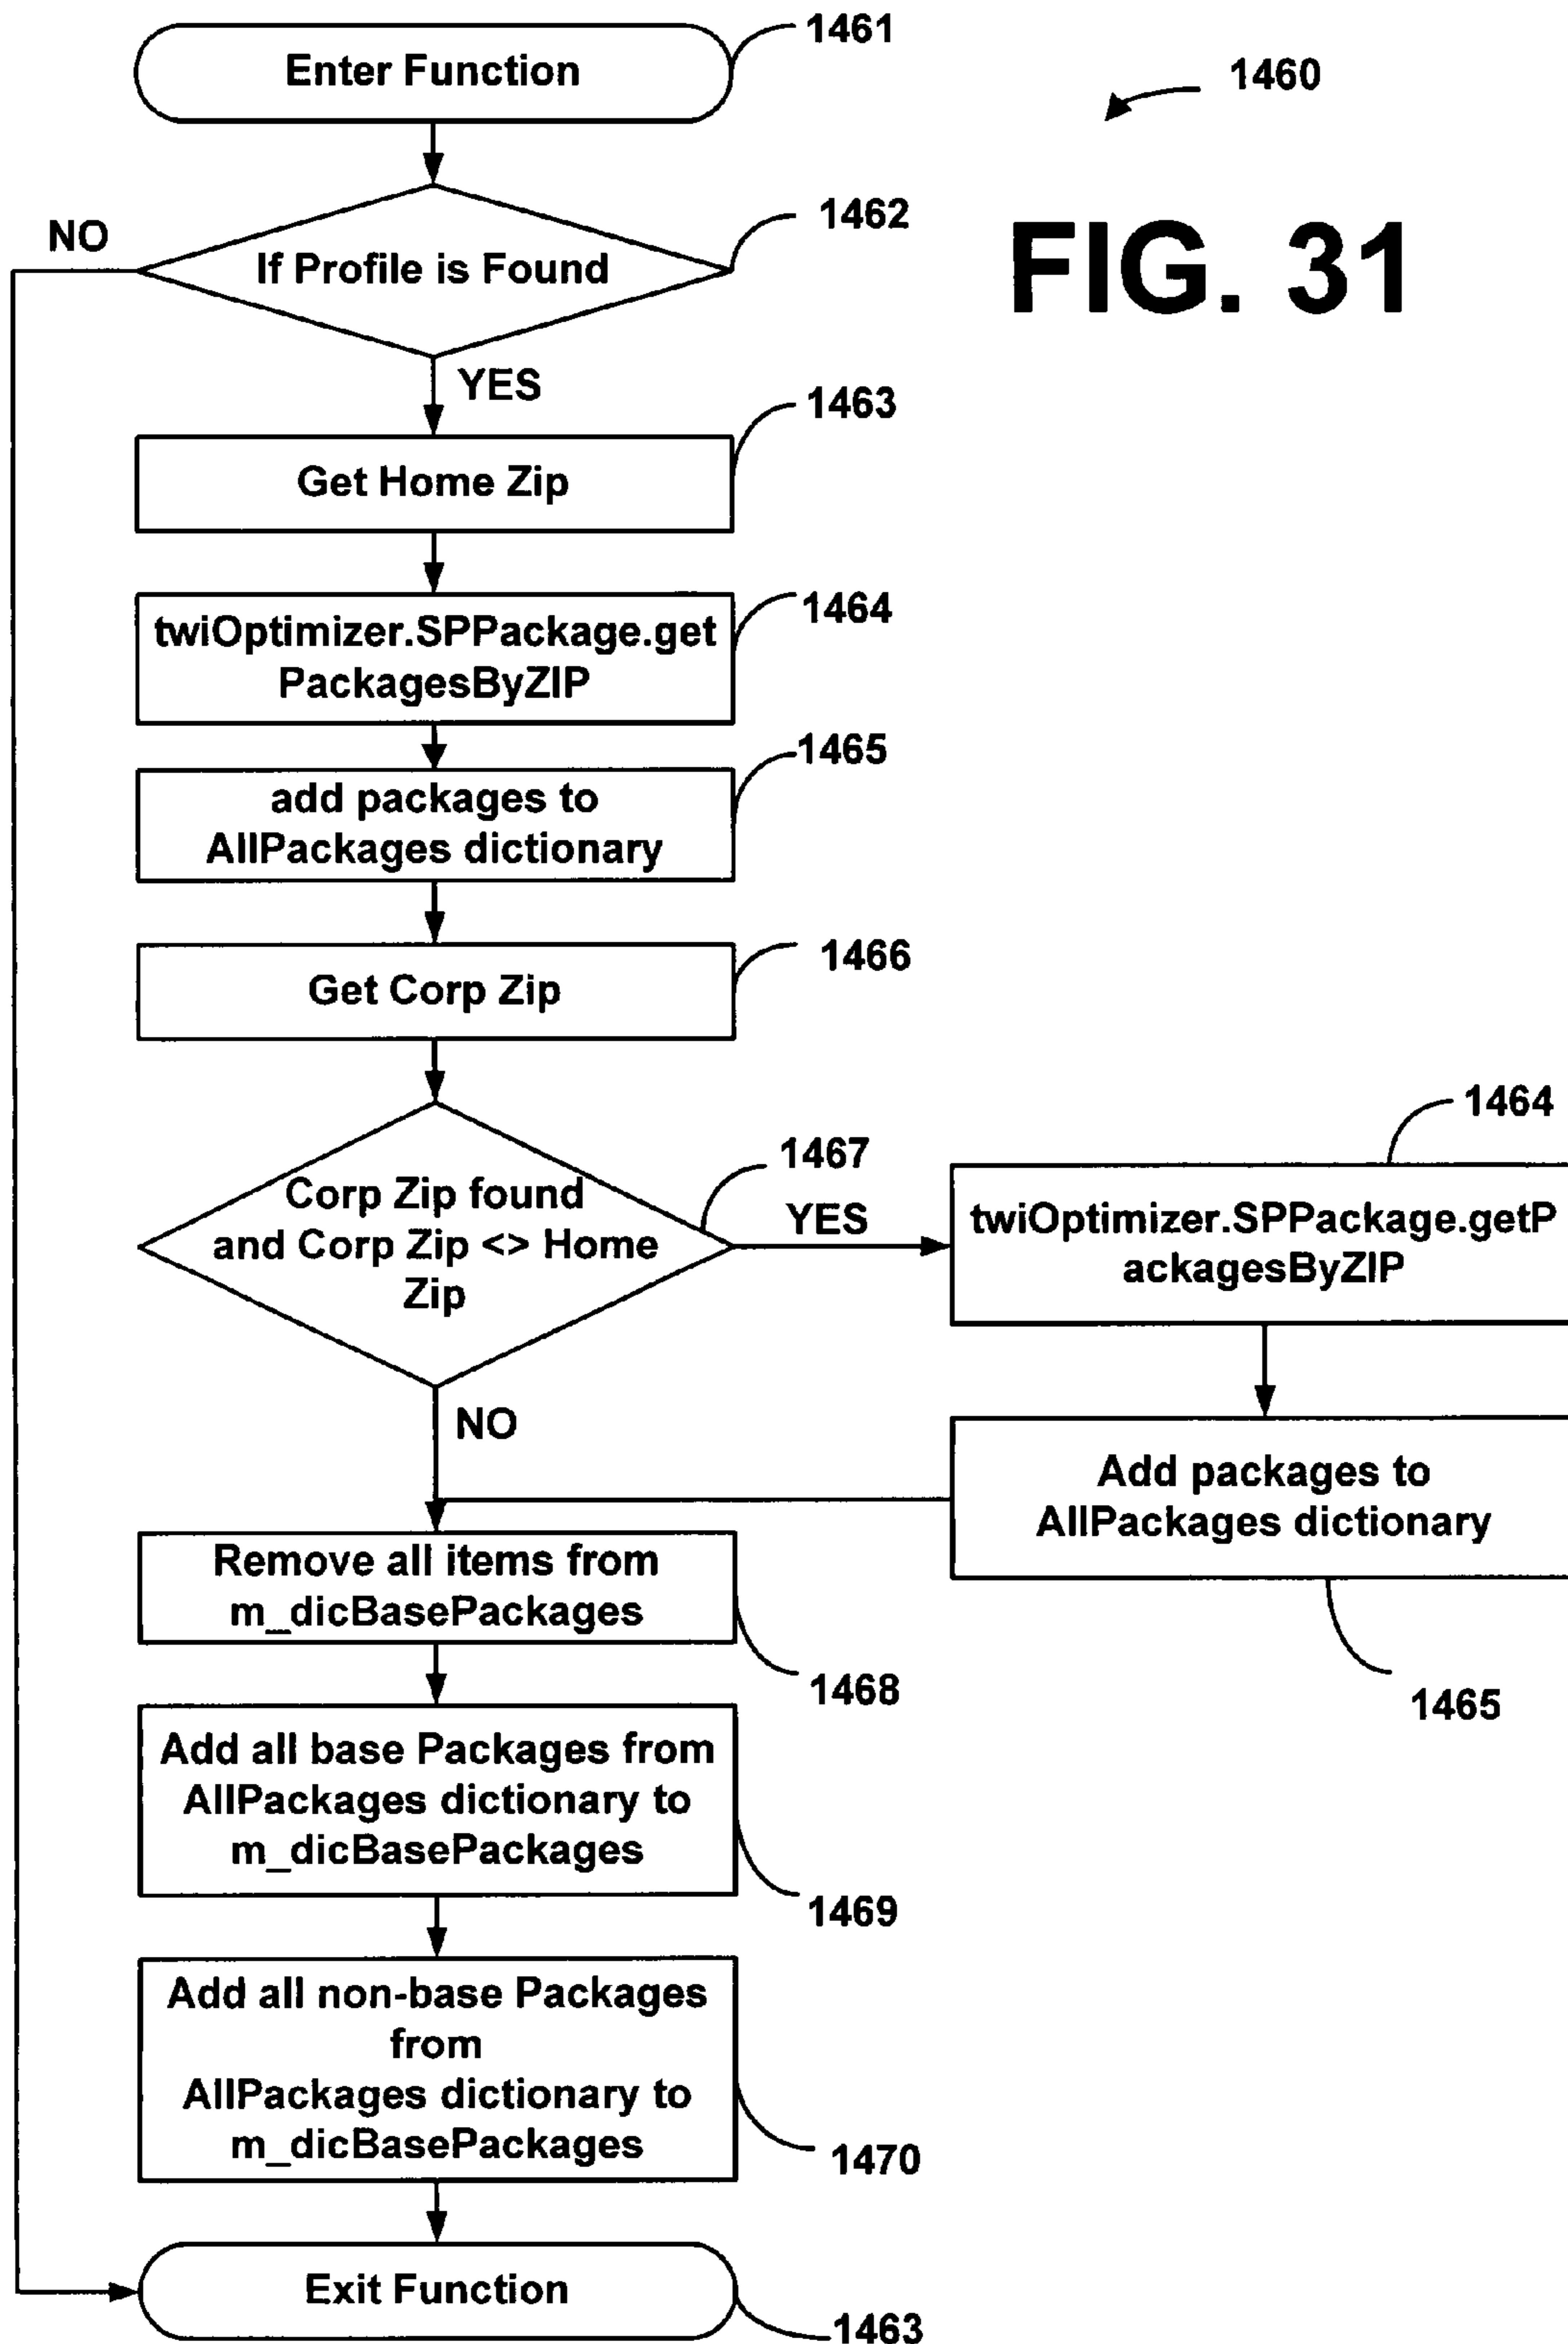 1461
Enter Function
1460
FIG. 31
1462
NO
If Profile is Found
YES
1463
Get Home Zip
1464
twiOptimizer.SPPackage.get
PackagesByZIP
1465
add packages to
AllPackages dictionary
1466
Get Corp Zip
1467
Corp Zip found
and Corp Zip <> Home
Zip
YES
1464
twiOptimizer.SPPackage.getP
ackagesByZIP
NO
Add packages to
AllPackages dictionary
1465
Remove all items from
m_dicBasePackages
1468
Add all base Packages from
AllPackages dictionary to
m_dicBasePackages
1469
Add all non-base Packages
from
AllPackages dictionary to
m_dicBasePackages
1470
Exit Function
1463